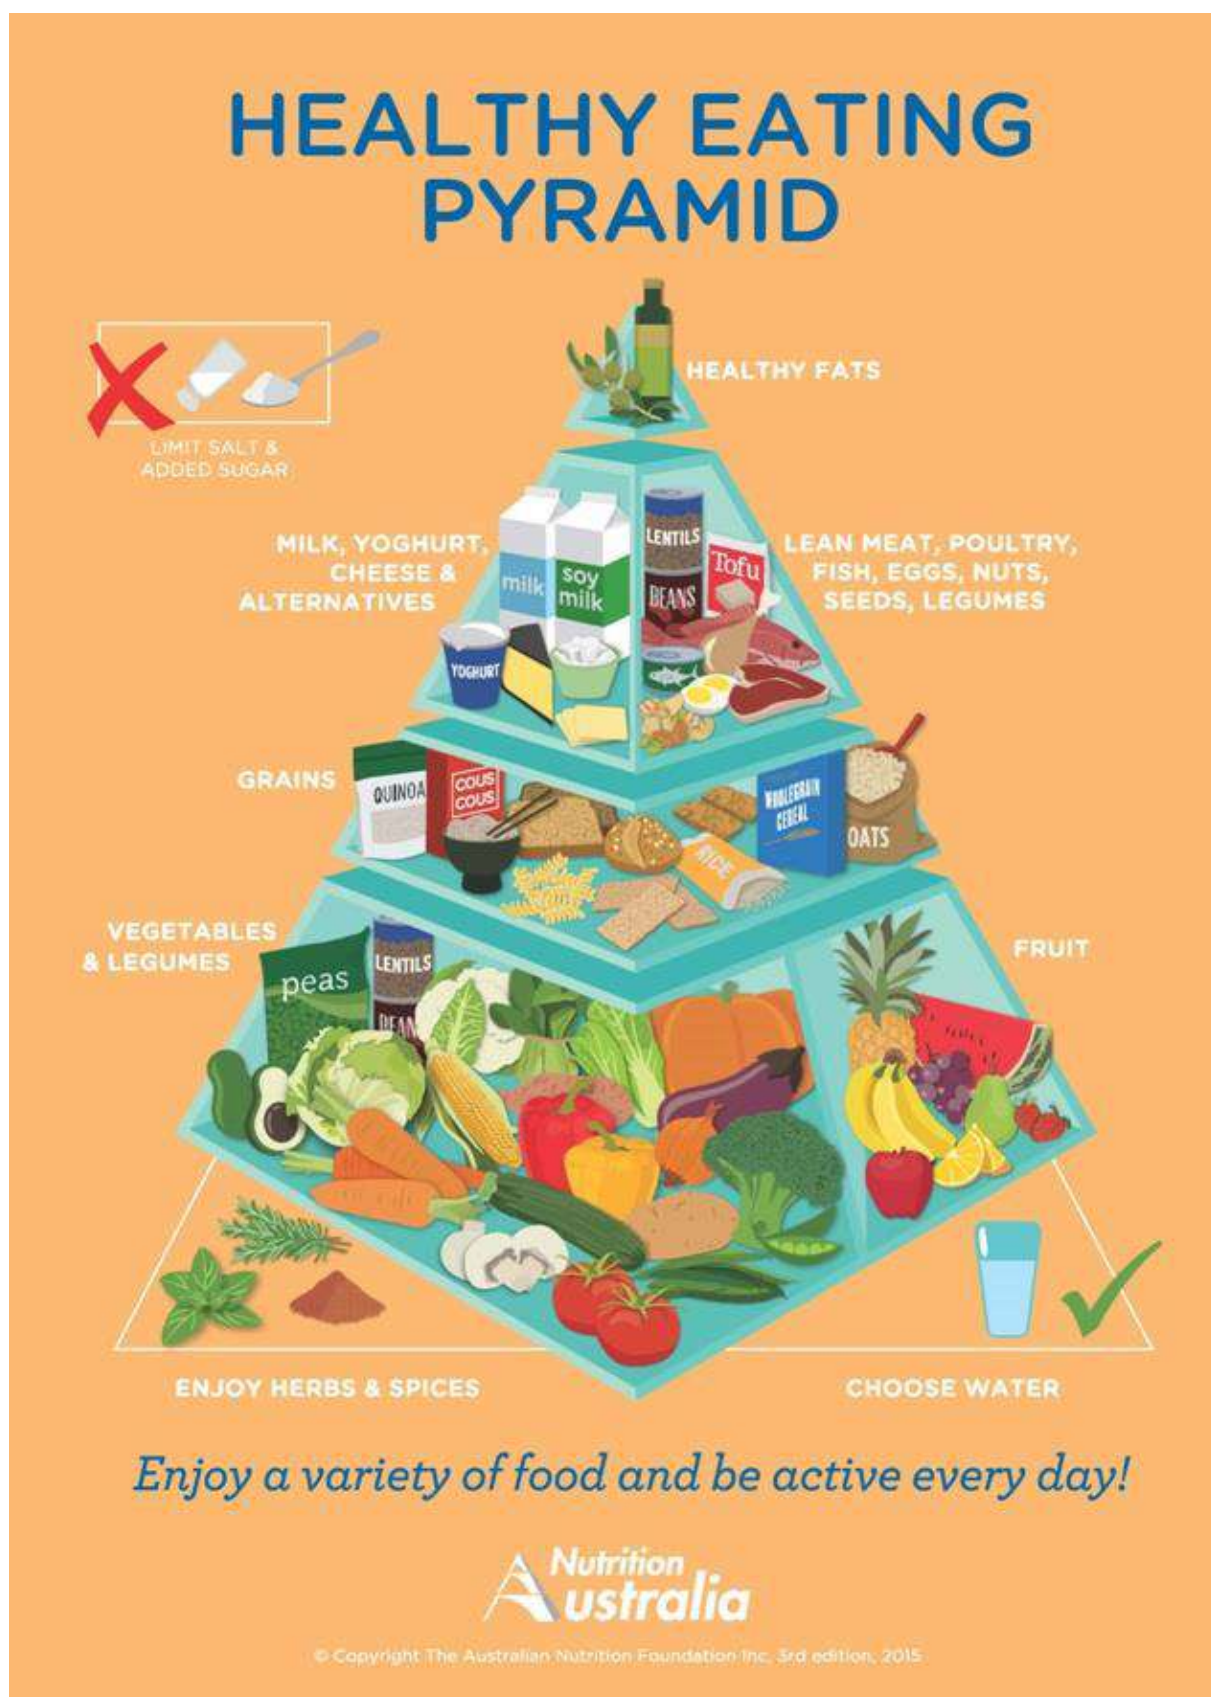 HEALTHY EATING
PYRAMID
HEALTHY FATS
LIMIT SALT &
ADDED SUGAR
MILK, YOGHURT,
CHEESE &
ALTERNATIVES
milk
soy
milk
YOGHURT
LENTILS
BEANS
Tofu
LEAN MEAT, POULTRY,
FISH, EGGS, NUTS,
SEEDS, LEGUMES
GRAINS
QUINOA
COUS
COUS
RICE
WHOLEGRAIN
CEREAL
OATS
VEGETABLES
& LEGUMES
peas
LENTILS
BEAN
FRUIT
ENJOY HERBS & SPICES
CHOOSE WATER
Enjoy a variety of food and be active every day!
Nutrition
Australia
© Copyright The Australian Nutrition Foundation Inc, 3rd edition, 2015